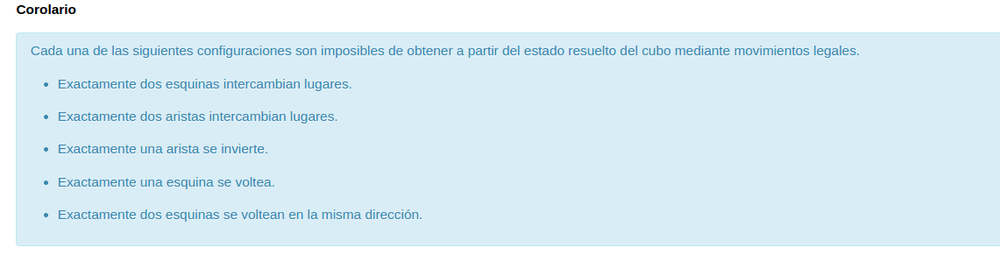 Corolario
Cada una de las siguientes configuraciones son imposibles de obtener a partir del estado resuelto del cubo mediante movimientos legales.
• Exactamente dos esquinas intercambian lugares.
• Exactamente dos aristas intercambian lugares.
• Exactamente una arista se invierte.
• Exactamente una esquina se voltea.
• Exactamente dos esquinas se voltean en la misma dirección.